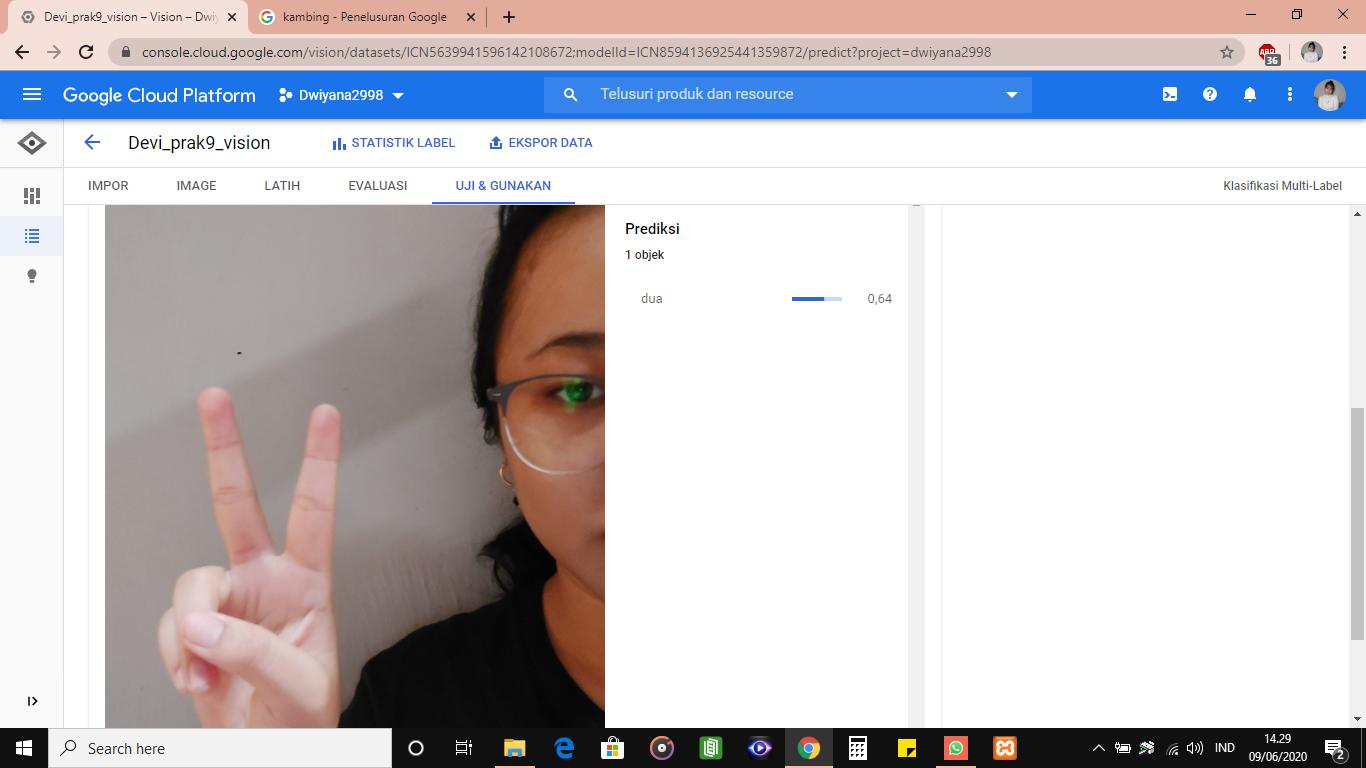 Devi_prak9_vision – Vision – Dwiy
kambing - Penelusuran Google
console.cloud.google.com/vision/datasets/ICN5639941596142108672:modelId=ICN8594136925441359872/predict?project=dwiyana2998
36
Google Cloud Platform
Dwiyana2998
Telusuri produk dan resource
Devi_prak9_vision
STATISTIK LABEL
EKSPOR DATA
IMPOR
IMAGE
LATIH
EVALUASI
UJI & GUNAKAN
Klasifikasi Multi-Label
Prediksi
1 objek
dua 0,64
Search here
IND
14.29
09/06/2020
2